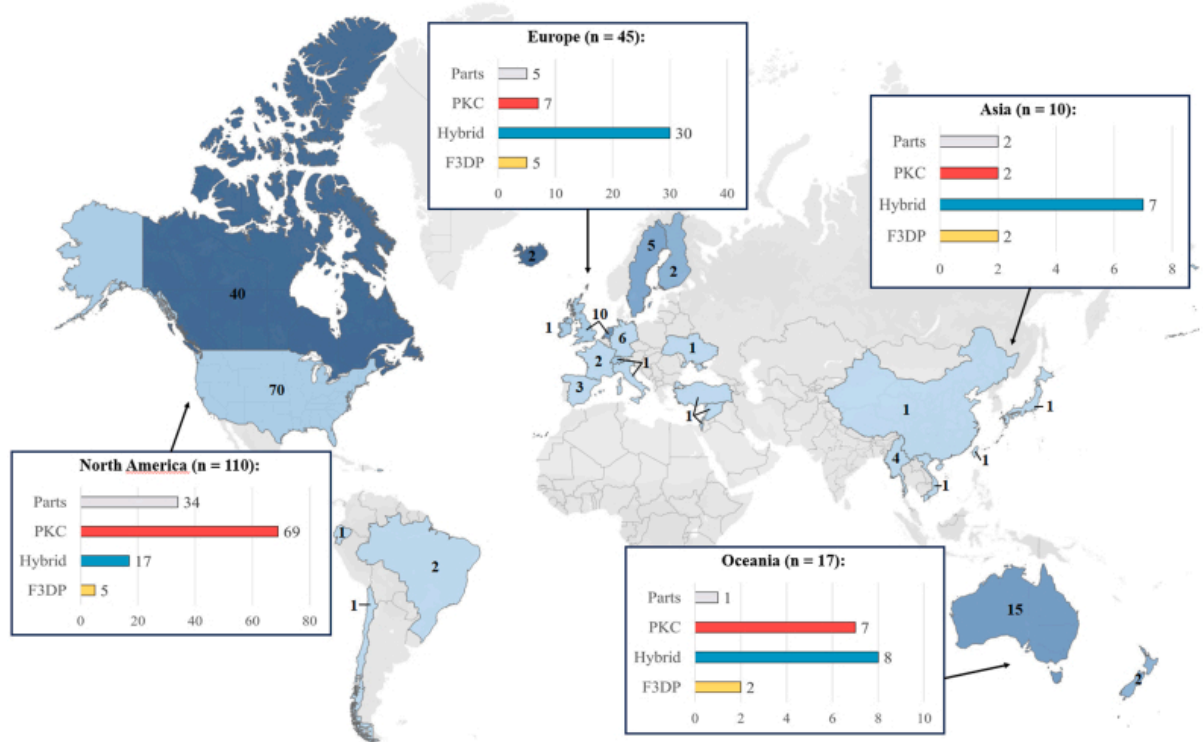 Europe (n = 45):
Parts 5
PKC 7
Hybrid 30
F3DP 5
0 10 20 30 40
Asia (n = 10):
Parts 2
PKC 2
Hybrid 7
F3DP 2
0 2 4 6 8
40
70
2
5
2
1
10
6
2
1
1
3
1
1
1
4
1
1
North America (n = 110):
Parts 34
PKC 69
Hybrid 17
F3DP 5
0 20 40 60 80
1
2
1
Oceania (n = 17):
Parts 1
PKC 7
Hybrid 8
F3DP 2
0 2 4 6 8 10
15
2